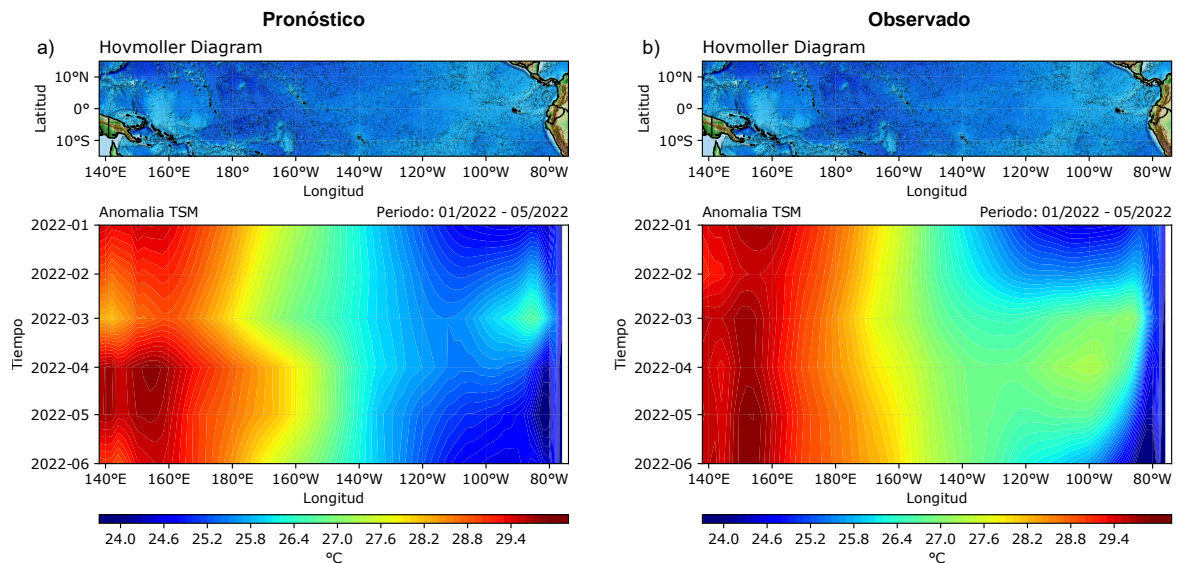 Pronóstico
Observado
a)
Hovmoller Diagram
b)
Hovmoller Diagram
Latitud
10°N
0°
10°S
140°E 160°E 180° 160°W 140°W 120°W 100°W 80°W
Longitud
Latitud
10°N
0°
10°S
140°E 160°E 180° 160°W 140°W 120°W 100°W 80°W
Longitud
Anomalia TSM
Periodo: 01/2022 - 05/2022
Tiempo
2022-01
2022-02
2022-03
2022-04
2022-05
2022-06
140°E 160°E 180° 160°W 140°W 120°W 100°W 80°W
Longitud
24.0 24.6 25.2 25.8 26.4 27.0 27.6 28.2 28.8 29.4
°C
Anomalia TSM
Periodo: 01/2022 - 05/2022
Tiempo
2022-01
2022-02
2022-03
2022-04
2022-05
2022-06
140°E 160°E 180° 160°W 140°W 120°W 100°W 80°W
Longitud
24.0 24.6 25.2 25.8 26.4 27.0 27.6 28.2 28.8 29.4
°C